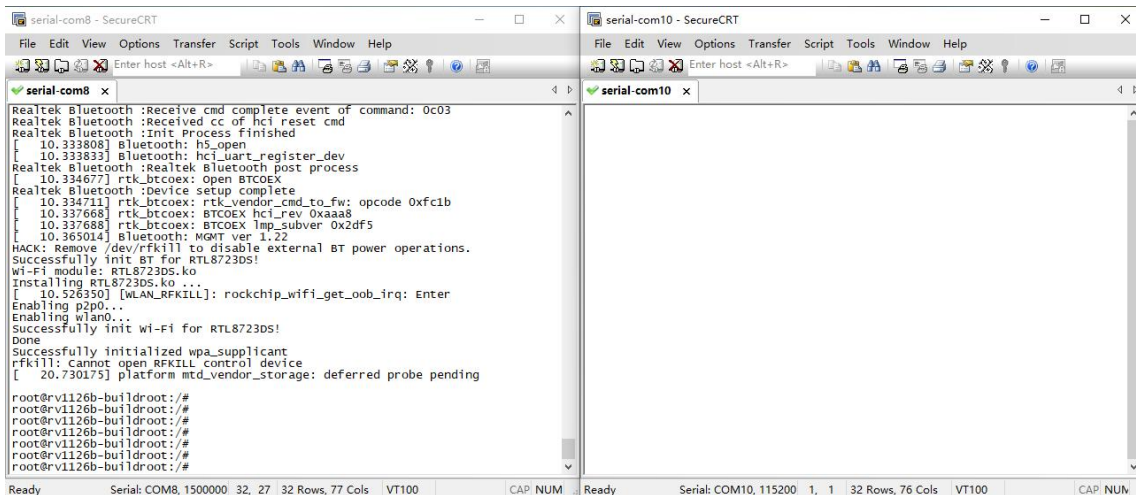 serial-com8 - SecureCRT
File Edit View Options Transfer Script Tools Window Help
Enter host <Alt+R>
serial-com8
Realtek Bluetooth :Receive cmd complete event of command: 0c03
Realtek Bluetooth :Received cc of hci reset cmd
Realtek Bluetooth :Init Process finished
[   10.333808] Bluetooth: h5_open
[   10.333833] Bluetooth: hci_uart_register_dev
Realtek Bluetooth :Realtek Bluetooth post process
[   10.334677] rtk_btcoex: Open BTCOEX
Realtek Bluetooth :Device setup complete
[   10.334711] rtk_btcoex: rtk_vendor_cmd_to_fw: opcode 0xfc1b
[   10.337668] rtk_btcoex: BTCOEX hci_rev 0xaaa8
[   10.337688] rtk_btcoex: BTCOEX lmp_subver 0x2df5
[   10.365014] Bluetooth: MGMT ver 1.22
HACK: Remove /dev/rfkill to disable external BT power operations.
Successfully init BT for RTL8723DS!
Wi-Fi module: RTL8723DS.ko
Installing RTL8723DS.ko ...
[   10.526350] [WLAN_RFKILL]: rockchip_wifi_get_oob_irq: Enter
Enabling p2p0...
Enabling wlan0...
Successfully init Wi-Fi for RTL8723DS!
Done
Successfully initialized wpa_supplicant
rfkill: Cannot open RFKILL control device
[   20.730175] platform mtd_vendor_storage: deferred probe pending
root@rv1126b-buildroot:/#
root@rv1126b-buildroot:/#
root@rv1126b-buildroot:/#
root@rv1126b-buildroot:/#
root@rv1126b-buildroot:/#
root@rv1126b-buildroot:/#
root@rv1126b-buildroot:/#
Ready Serial: COM8, 1500000 32, 27 32 Rows, 77 Cols VT100 CAP NUM
serial-com10 - SecureCRT
File Edit View Options Transfer Script Tools Window Help
Enter host <Alt+R>
serial-com10
Ready Serial: COM10, 115200 1, 1 32 Rows, 76 Cols VT100 CAP NUM